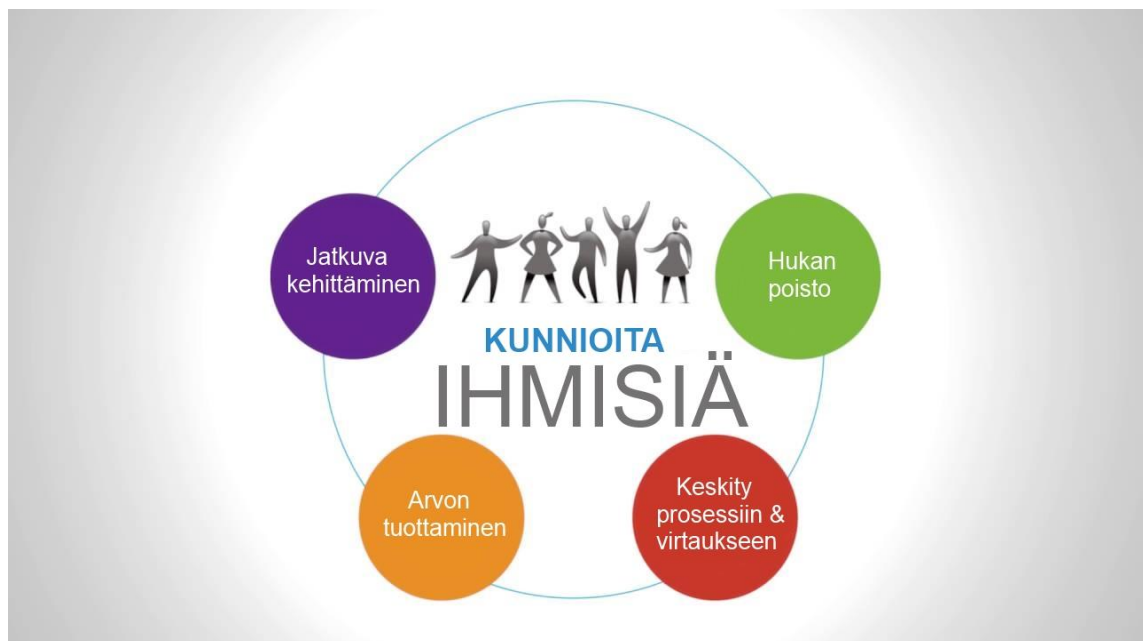 Jatkuva
kehittäminen
Hukan
poisto
KUNNIOITA
IHMISIÄ
Arvon
tuottaminen
Keskity
prosessiin &
virtaukseen